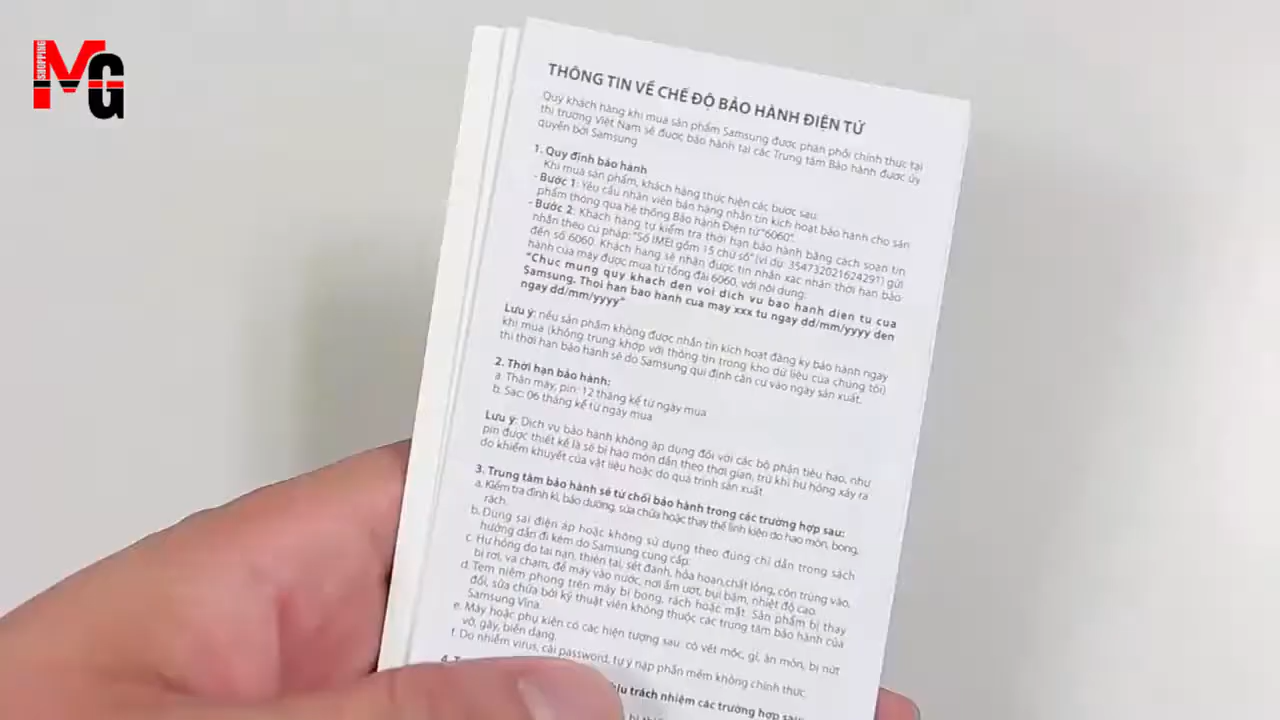 SHOPPING
MG
THÔNG TIN VỀ CHẾ ĐỘ BẢO HÀNH ĐIỆN TỬ
Quý khách hàng khi mua sản phẩm Samsung được phân phối chính thức tại
thị trường Việt Nam sẽ được bảo hành tại các Trung tâm Bảo hành được ủy
quyền bởi Samsung
1. Quy định bảo hành
Khi mua sản phẩm, khách hàng thực hiện các bước sau:
- Bước 1: Yêu cầu nhân viên bán hàng nhắn tin kích hoạt bảo hành cho sản
phẩm thông qua hệ thống Bảo hành Điện tử "6060".
- Bước 2: Khách hàng tự kiểm tra thời hạn bảo hành bằng cách soạn tin
nhắn theo cú pháp: "Số IMEI gồm 15 chữ số" (ví dụ: 354732021624291) gửi
đến số 6060. Khách hàng sẽ nhận được tin nhắn xác nhận thời hạn bảo
hành của máy được mua từ tổng đài 6060, với nội dung:
"Chuc mung quy khach den voi dich vu bao hanh dien tu cua
Samsung. Thoi han bao hanh cua may xxx tu ngay dd/mm/yyyy den
ngay dd/mm/yyyy"
Lưu ý: nếu sản phẩm không được nhắn tin kích hoạt đăng ký bảo hành ngay
khi mua (không trùng khớp với thông tin trong kho dữ liệu của chúng tôi)
thì thời hạn bảo hành sẽ do Samsung qui định căn cứ vào ngày sản xuất.
2. Thời hạn bảo hành:
a. Thân máy, pin: 12 tháng kể từ ngày mua
b. Sạc: 06 tháng kể từ ngày mua
Lưu ý: Dịch vụ bảo hành không áp dụng đối với các bộ phận tiêu hao, như
pin được thiết kế là sẽ bị hao mòn dần theo thời gian, trừ khi hư hỏng xảy ra
do khiếm khuyết của vật liệu hoặc do quá trình sản xuất
3. Trung tâm bảo hành sẽ từ chối bảo hành trong các trường hợp sau:
a. Kiểm tra định kì, bảo dưỡng, sửa chữa hoặc thay thế linh kiện do hao mòn, bong,
rách.
b. Dùng sai điện áp hoặc không sử dụng theo đúng chỉ dẫn trong sách
hướng dẫn đi kèm do Samsung cung cấp.
c. Hư hỏng do tai nạn, thiên tai, sét đánh, hỏa hoạn,chất lỏng, côn trùng vào,
bị rơi, va chạm, để máy vào nước, nơi ẩm ướt, bụi bặm, nhiệt độ cao.
d. Tem niêm phong trên máy bị bong, rách hoặc mất. Sản phẩm bị thay
đổi, sửa chữa bởi kỹ thuật viên không thuộc các trung tâm bảo hành của
Samsung Vina.
e. Máy hoặc phụ kiện có các hiện tượng sau: có vết mốc, gỉ, ăn mòn, bị nứt
vỡ, gãy, biến dạng.
f. Do nhiễm virus, cài password, tự ý nạp phần mềm không chính thức.
4. trách nhiệm các trường hợp sau